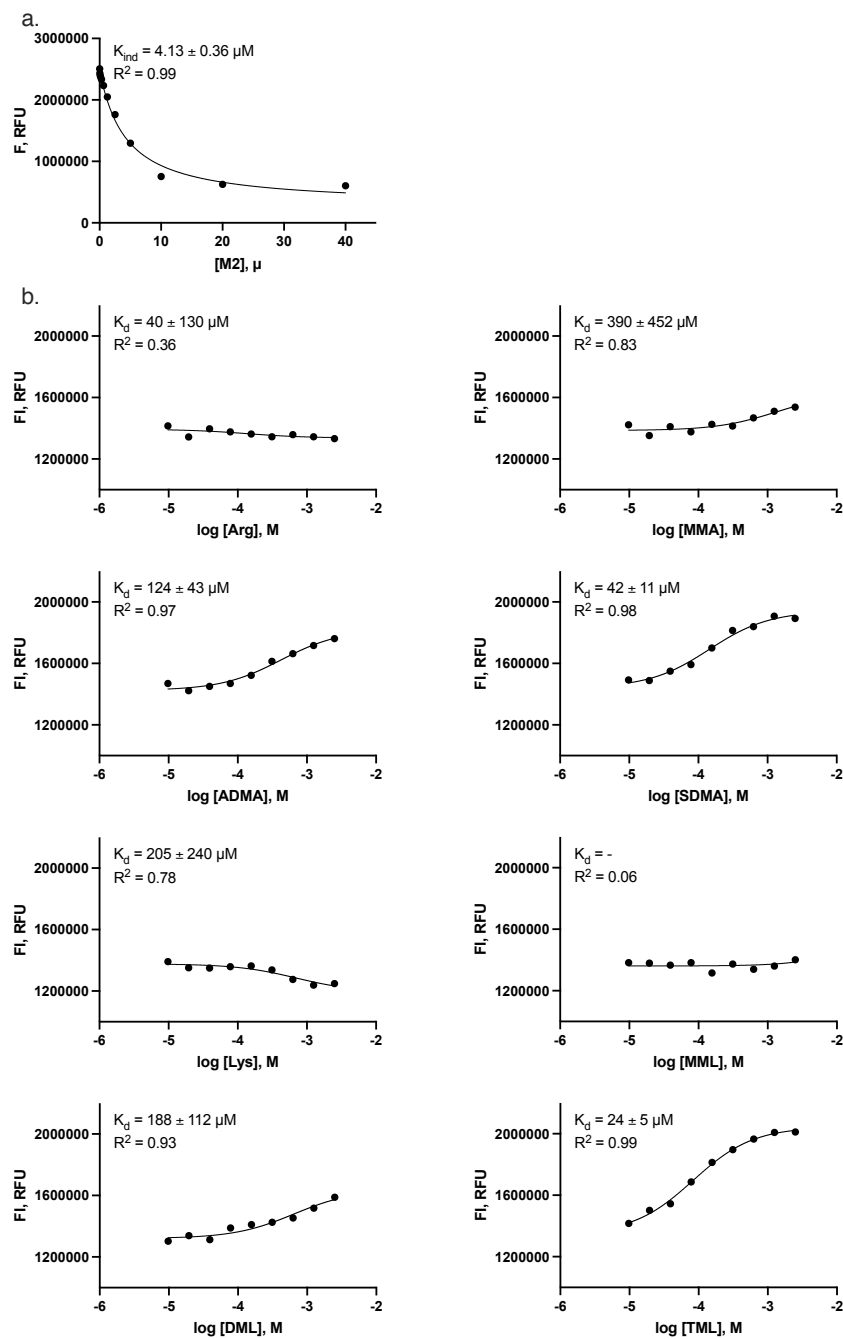 a.
3000000
2000000
1000000
0
F, RFU
K_ind = 4.13 ± 0.36 µM
R² = 0.99
0 10 20 30 40
[M2], µ
b.
K_d = 40 ± 130 µM
R² = 0.36
2000000
1600000
1200000
FI, RFU
-6 -5 -4 -3 -2
log [Arg], M
K_d = 390 ± 452 µM
R² = 0.83
2000000
1600000
1200000
FI, RFU
-6 -5 -4 -3 -2
log [MMA], M
K_d = 124 ± 43 µM
R² = 0.97
2000000
1600000
1200000
FI, RFU
-6 -5 -4 -3 -2
log [ADMA], M
K_d = 42 ± 11 µM
R² = 0.98
2000000
1600000
1200000
FI, RFU
-6 -5 -4 -3 -2
log [SDMA], M
K_d = 205 ± 240 µM
R² = 0.78
2000000
1600000
1200000
FI, RFU
-6 -5 -4 -3 -2
log [Lys], M
K_d = -
R² = 0.06
2000000
1600000
1200000
FI, RFU
-6 -5 -4 -3 -2
log [MML], M
K_d = 188 ± 112 µM
R² = 0.93
2000000
1600000
1200000
FI, RFU
-6 -5 -4 -3 -2
log [DML], M
K_d = 24 ± 5 µM
R² = 0.99
2000000
1600000
1200000
FI, RFU
-6 -5 -4 -3 -2
log [TML], M